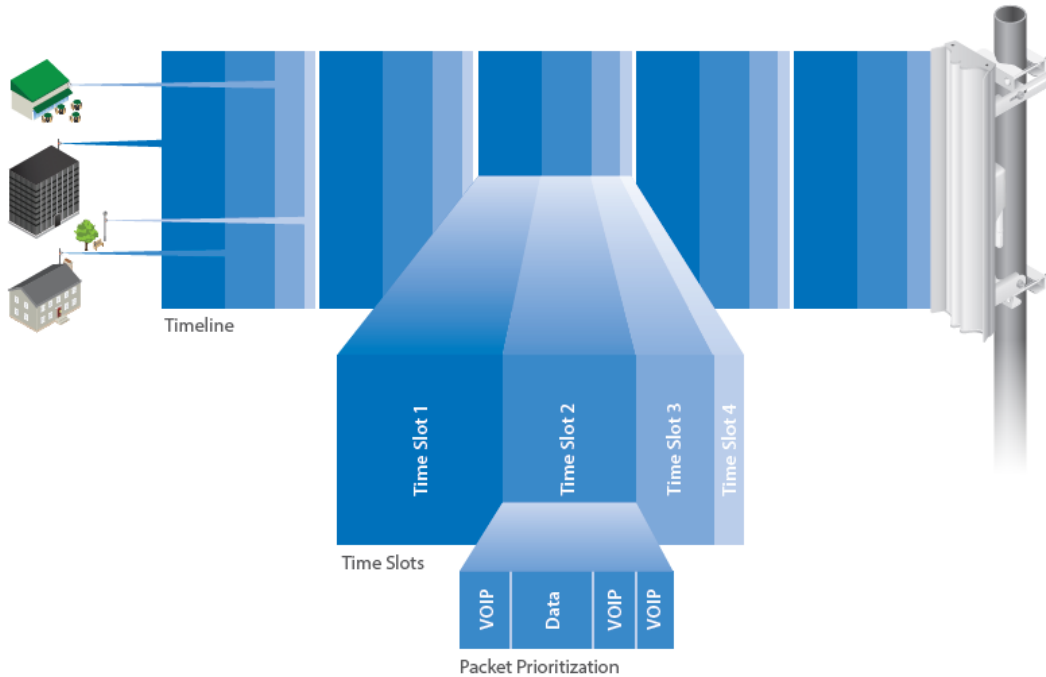 Timeline
Time Slot 1
Time Slot 2
Time Slot 3
Time Slot 4
Time Slots
VOIP
Data
VOIP
VOIP
Packet Prioritization